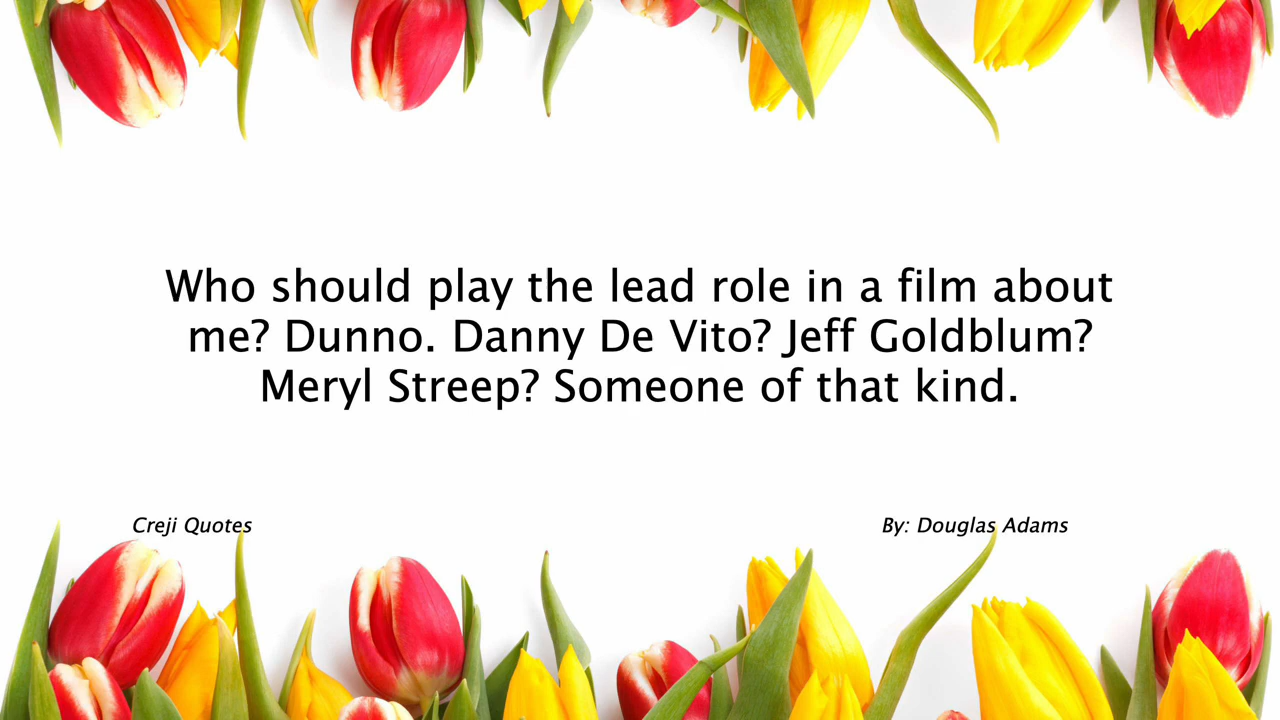 Who should play the lead role in a film about
me? Dunno. Danny De Vito? Jeff Goldblum?
Meryl Streep? Someone of that kind.
Creji Quotes
By: Douglas Adams